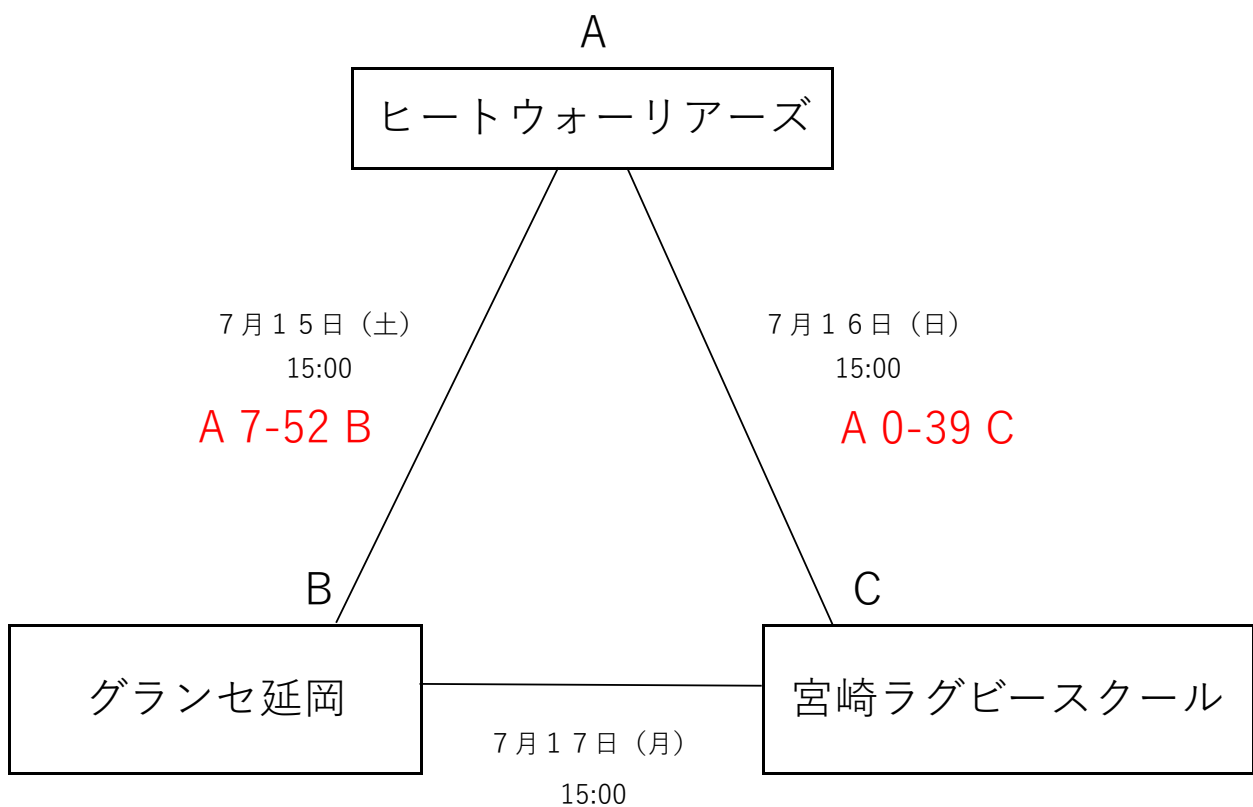 A
ヒートウォーリアーズ
７月１５日（土）
15:00
A 7-52 B
７月１６日（日）
15:00
A 0-39 C
B
グランセ延岡
C
宮崎ラグビースクール
７月１７日（月）
15:00